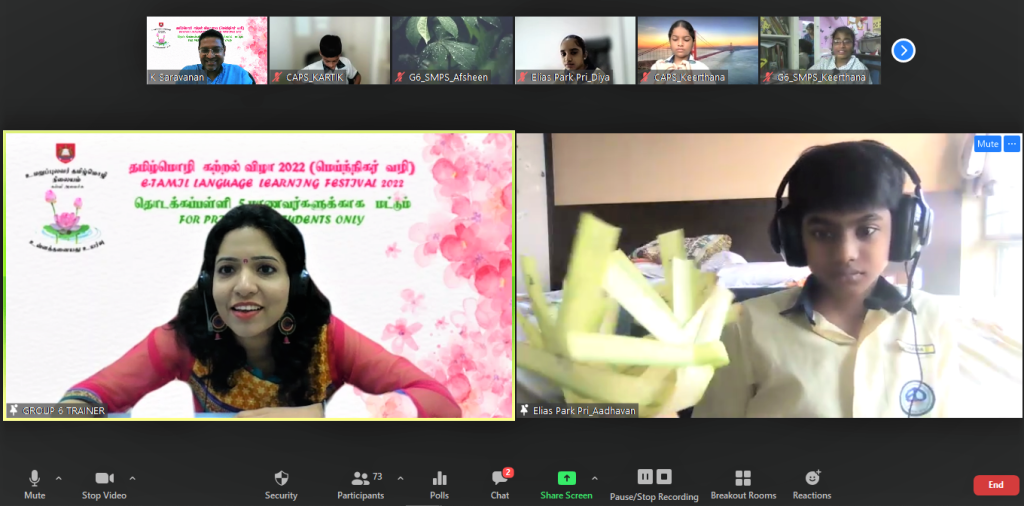 K Saravanan
CAPS_KARTIK
G6_SMPS_Afsheen
Elias Park Pri_Diya
CAPS_Keerthana
G6_SMPS_Keerthana
தமிழ்மொழி கற்றல் விழா 2022 (மெய்நிகர் வழி)
E-TAMIL LANGUAGE LEARNING FESTIVAL 2022
தொடக்கப்பள்ளி மாணவர்களுக்காக மட்டும்
FOR STUDENTS ONLY
GROUP 6 TRAINER
Mute
Elias Park Pri_Aadhavan
Mute
Stop Video
Security
Participants
73
Polls
Chat
2
Share Screen
Pause/Stop Recording
Breakout Rooms
Reactions
End